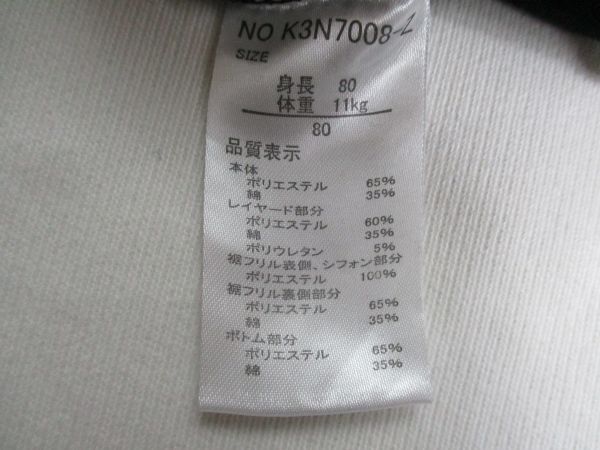 NO K3N7008-2
SIZE
身長 80
体重 11kg
80
品質表示
本体
ポリエステル 65%
綿 35%
レイヤード部分
ポリエステル 60%
綿 35%
ポリウレタン 5%
裾フリル表側、シフォン部分
ポリエステル 100%
裾フリル裏側部分
ポリエステル 65%
綿 35%
ボトム部分
ポリエステル 65%
綿 35%